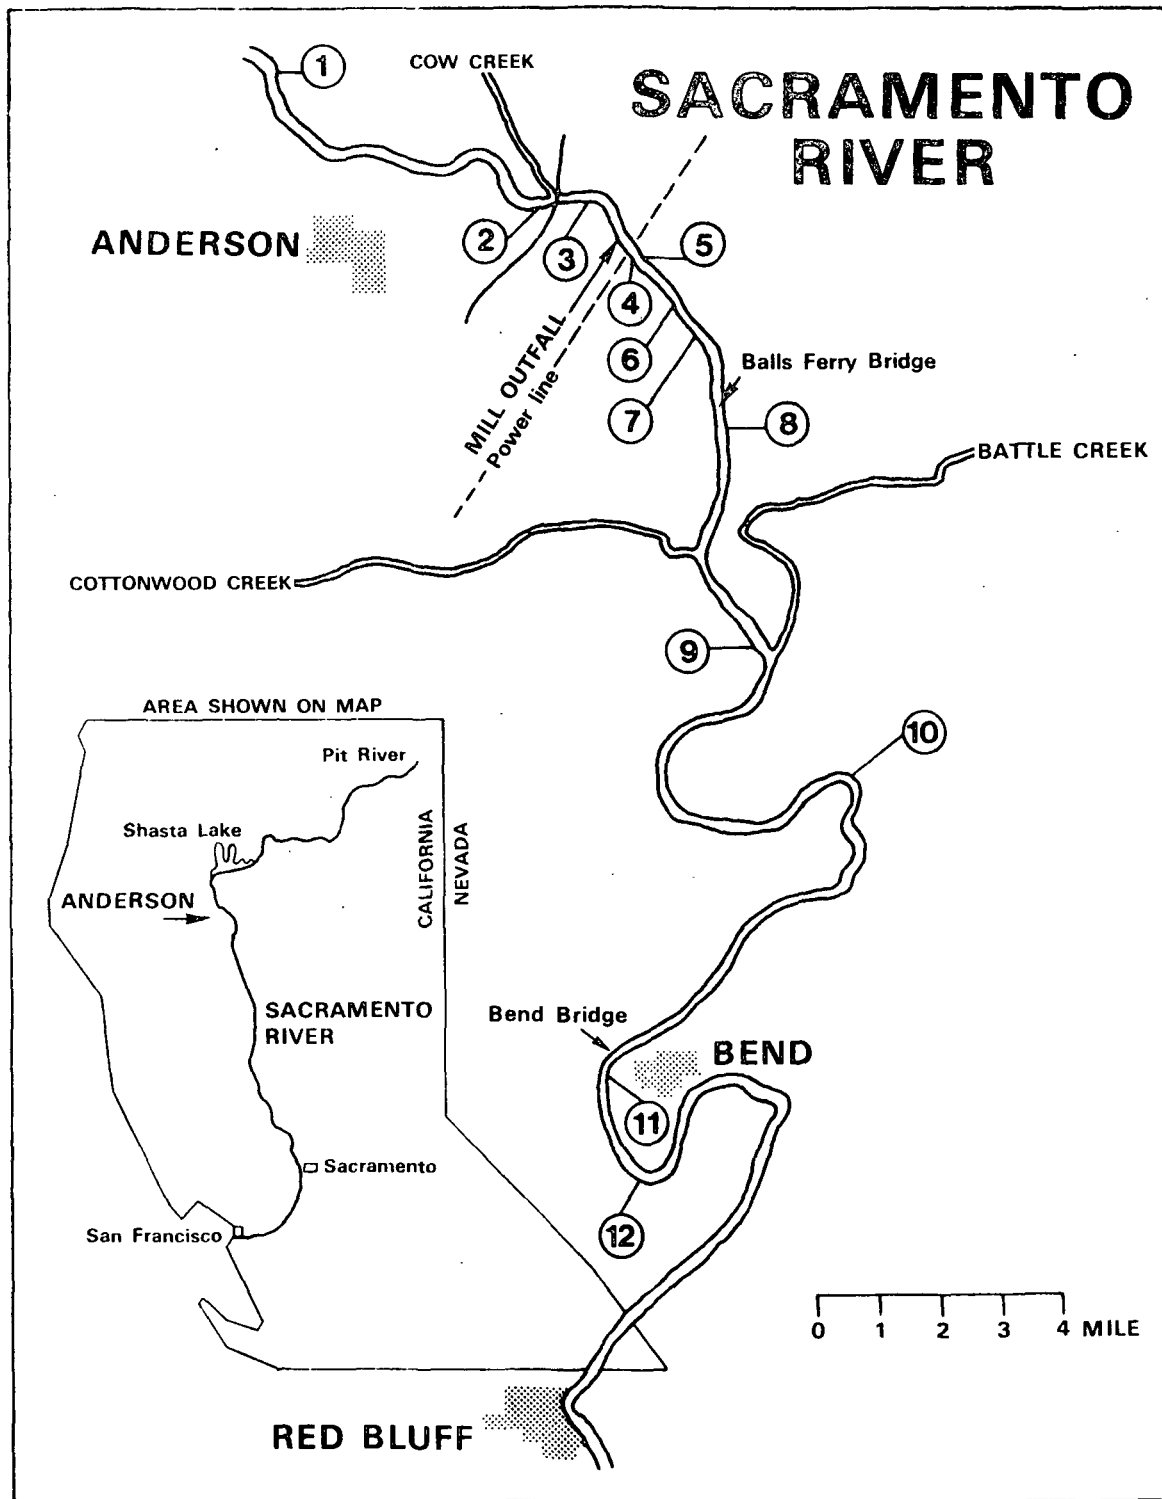 SACRAMENTO
RIVER
1
COW CREEK
ANDERSON
2
3
5
4
MILL OUTFALL
Power line
6
7
Balls Ferry Bridge
8
BATTLE CREEK
COTTONWOOD CREEK
9
10
AREA SHOWN ON MAP
Pit River
Shasta Lake
CALIFORNIA
NEVADA
ANDERSON
SACRAMENTO
RIVER
Sacramento
San Francisco
Bend Bridge
BEND
11
12
0 1 2 3 4 MILE
RED BLUFF